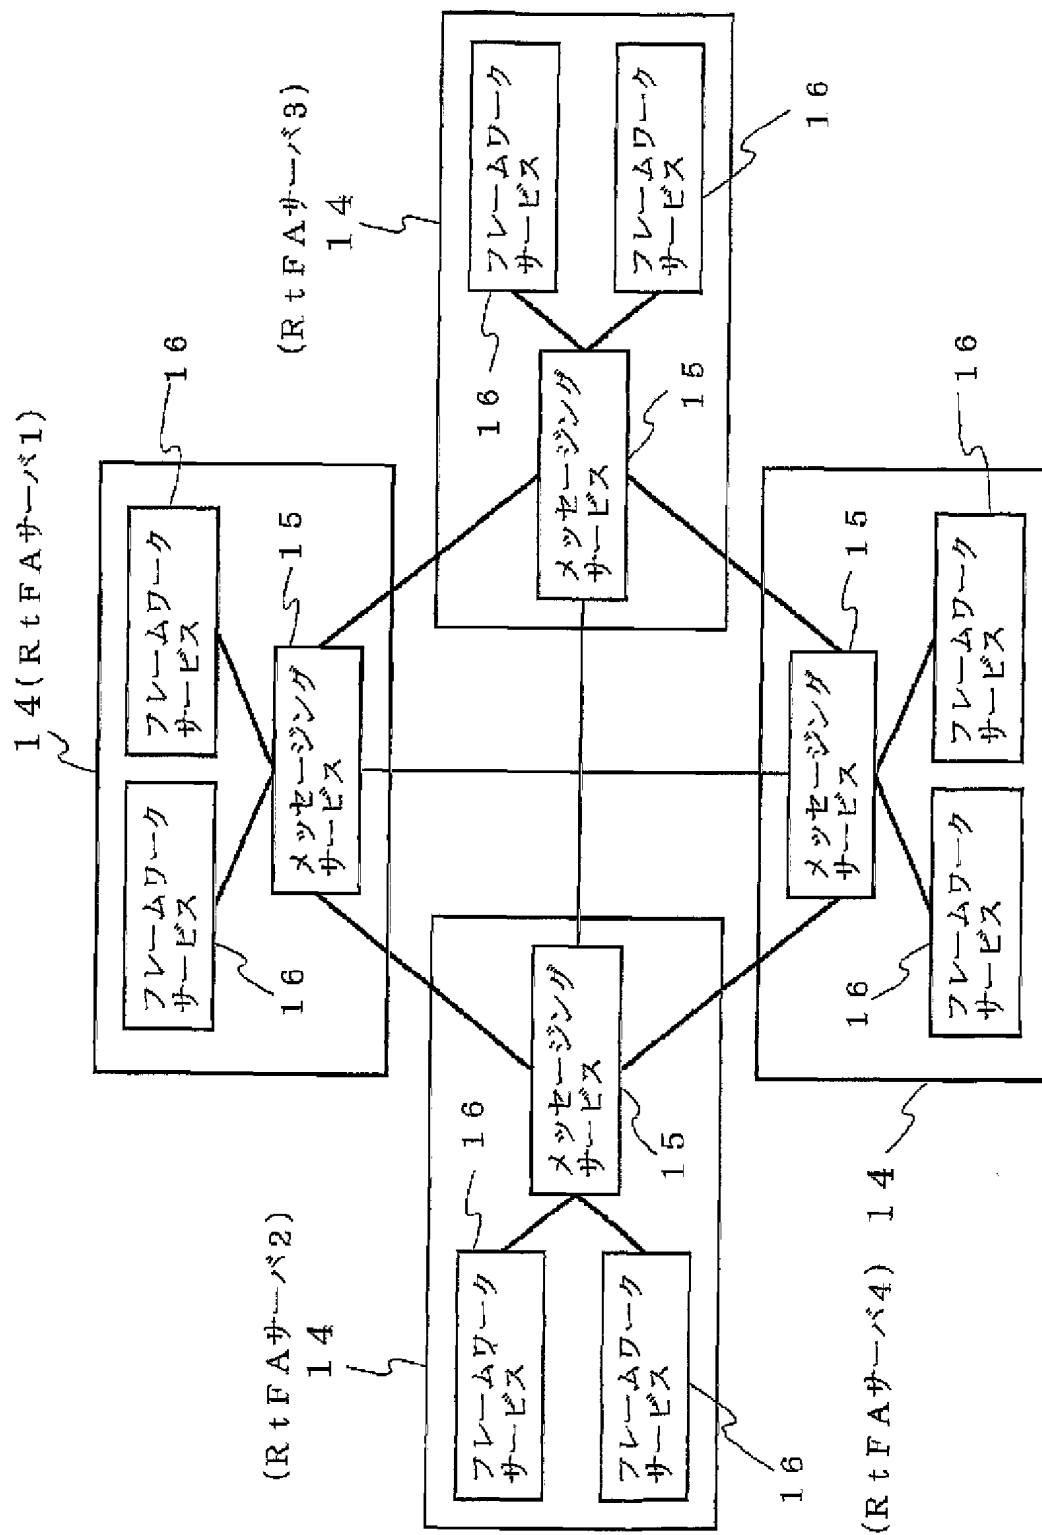 14(RtFAサーバ1)
フレームワーク
サービス
16
フレームワーク
サービス
16
メッセージング
サービス
15
(RtFAサーバ2)
14
フレームワーク
サービス
16
フレームワーク
サービス
16
メッセージング
サービス
15
(RtFAサーバ3)
14
メッセージング
サービス
15
フレームワーク
サービス
16
フレームワーク
サービス
16
メッセージング
サービス
15
フレームワーク
サービス
16
フレームワーク
サービス
16
(RtFAサーバ4) 14